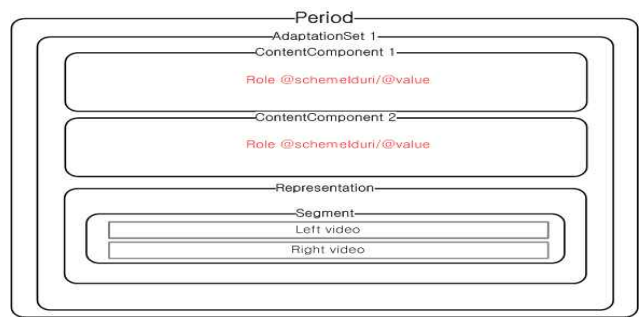 Period
AdaptationSet 1
ContentComponent 1
Role @schemeIduri/@value
ContentComponent 2
Role @schemeIduri/@value
Representation
Segment
Left video
Right video